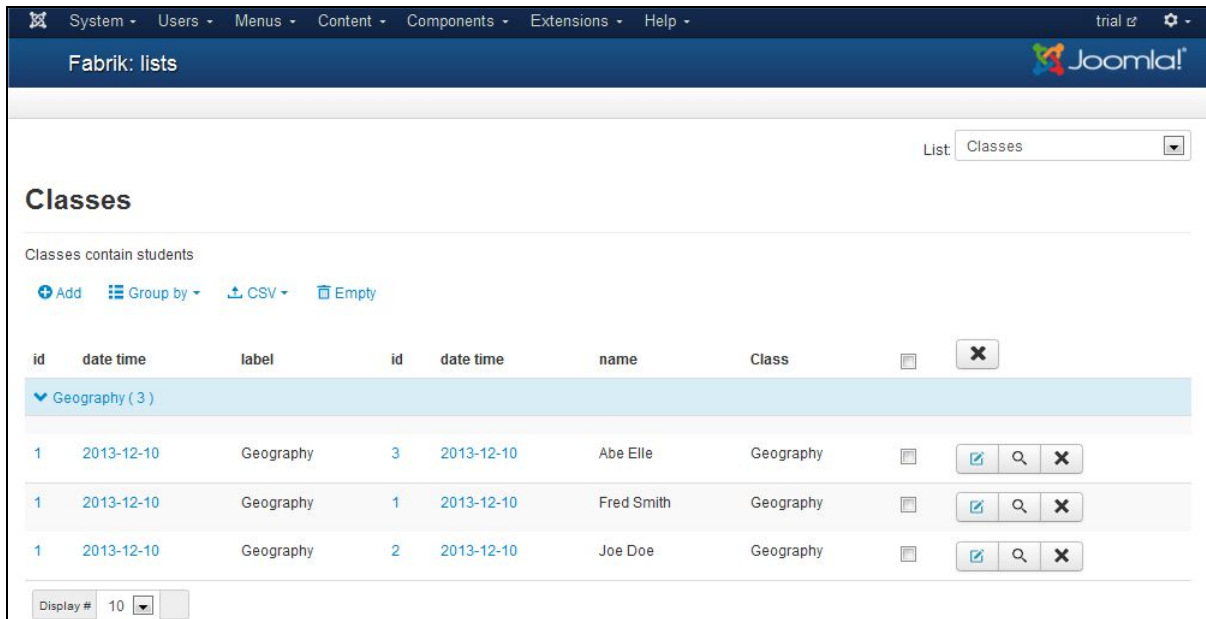 System Users Menus Content Components Extensions Help trial
Fabrik: lists Joomla!
List: Classes
Classes
Classes contain students
Add Group by CSV Empty
id date time label id date time name Class
Geography ( 3 )
1 2013-12-10 Geography 3 2013-12-10 Abe Elle Geography
1 2013-12-10 Geography 1 2013-12-10 Fred Smith Geography
1 2013-12-10 Geography 2 2013-12-10 Joe Doe Geography
Display # 10